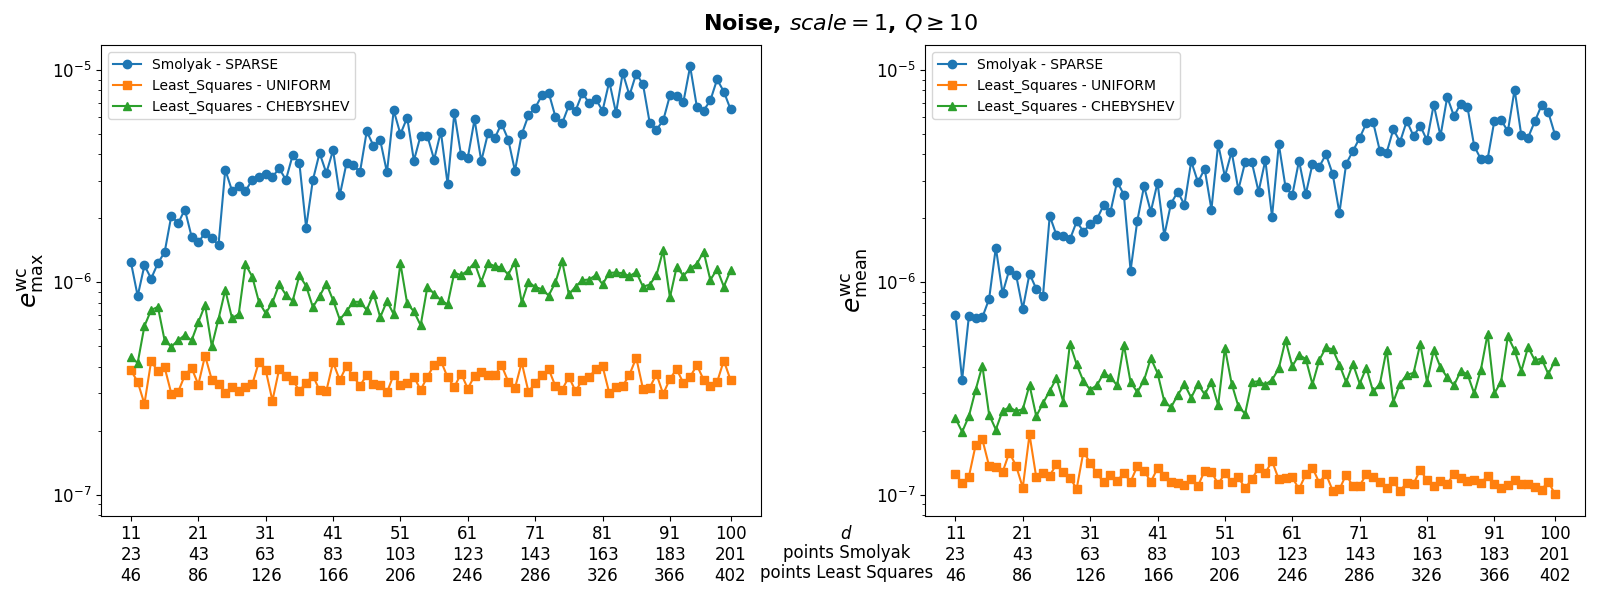 Noise, scale = 1, Q ≥ 10
Smolyak - SPARSE
Least_Squares - UNIFORM
Least_Squares - CHEBYSHEV
10⁻⁵
10⁻⁶
10⁻⁷
e^wc_max
11 21 31 41 51 61 71 81 91 100
23 43 63 83 103 123 143 163 183 201
46 86 126 166 206 246 286 326 366 402
d
points Smolyak
points Least Squares
Smolyak - SPARSE
Least_Squares - UNIFORM
Least_Squares - CHEBYSHEV
10⁻⁵
10⁻⁶
10⁻⁷
e^wc_mean
11 21 31 41 51 61 71 81 91 100
23 43 63 83 103 123 143 163 183 201
46 86 126 166 206 246 286 326 366 402